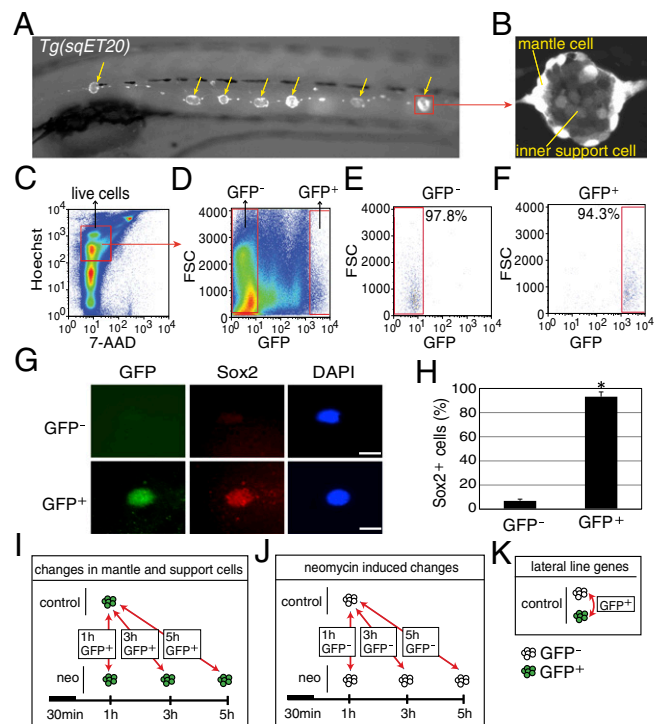 A
Tg(sqET20)
B
mantle cell
inner support cell
C
live cells
10⁴
10³
10²
10¹
10⁰
Hoechst
10⁰ 10¹ 10² 10³ 10⁴
7-AAD
D
GFP⁻
GFP⁺
4000
3000
2000
1000
0
FSC
10⁰ 10¹ 10² 10³ 10⁴
GFP
E
GFP⁻
97.8%
4000
3000
2000
1000
0
FSC
10⁰ 10¹ 10² 10³ 10⁴
GFP
F
GFP⁺
94.3%
4000
3000
2000
1000
0
FSC
10⁰ 10¹ 10² 10³ 10⁴
GFP
G
GFP
Sox2
DAPI
GFP⁻
GFP⁺
H
100
80
60
40
20
0
Sox2+ cells (%)
*
GFP⁻
GFP⁺
I
changes in mantle and support cells
control
1h GFP⁺
3h GFP⁺
5h GFP⁺
neo
30min
1h
3h
5h
J
neomycin induced changes
control
1h GFP⁻
3h GFP⁻
5h GFP⁻
neo
30min
1h
3h
5h
K
lateral line genes
control
GFP⁺
GFP⁻
GFP⁺